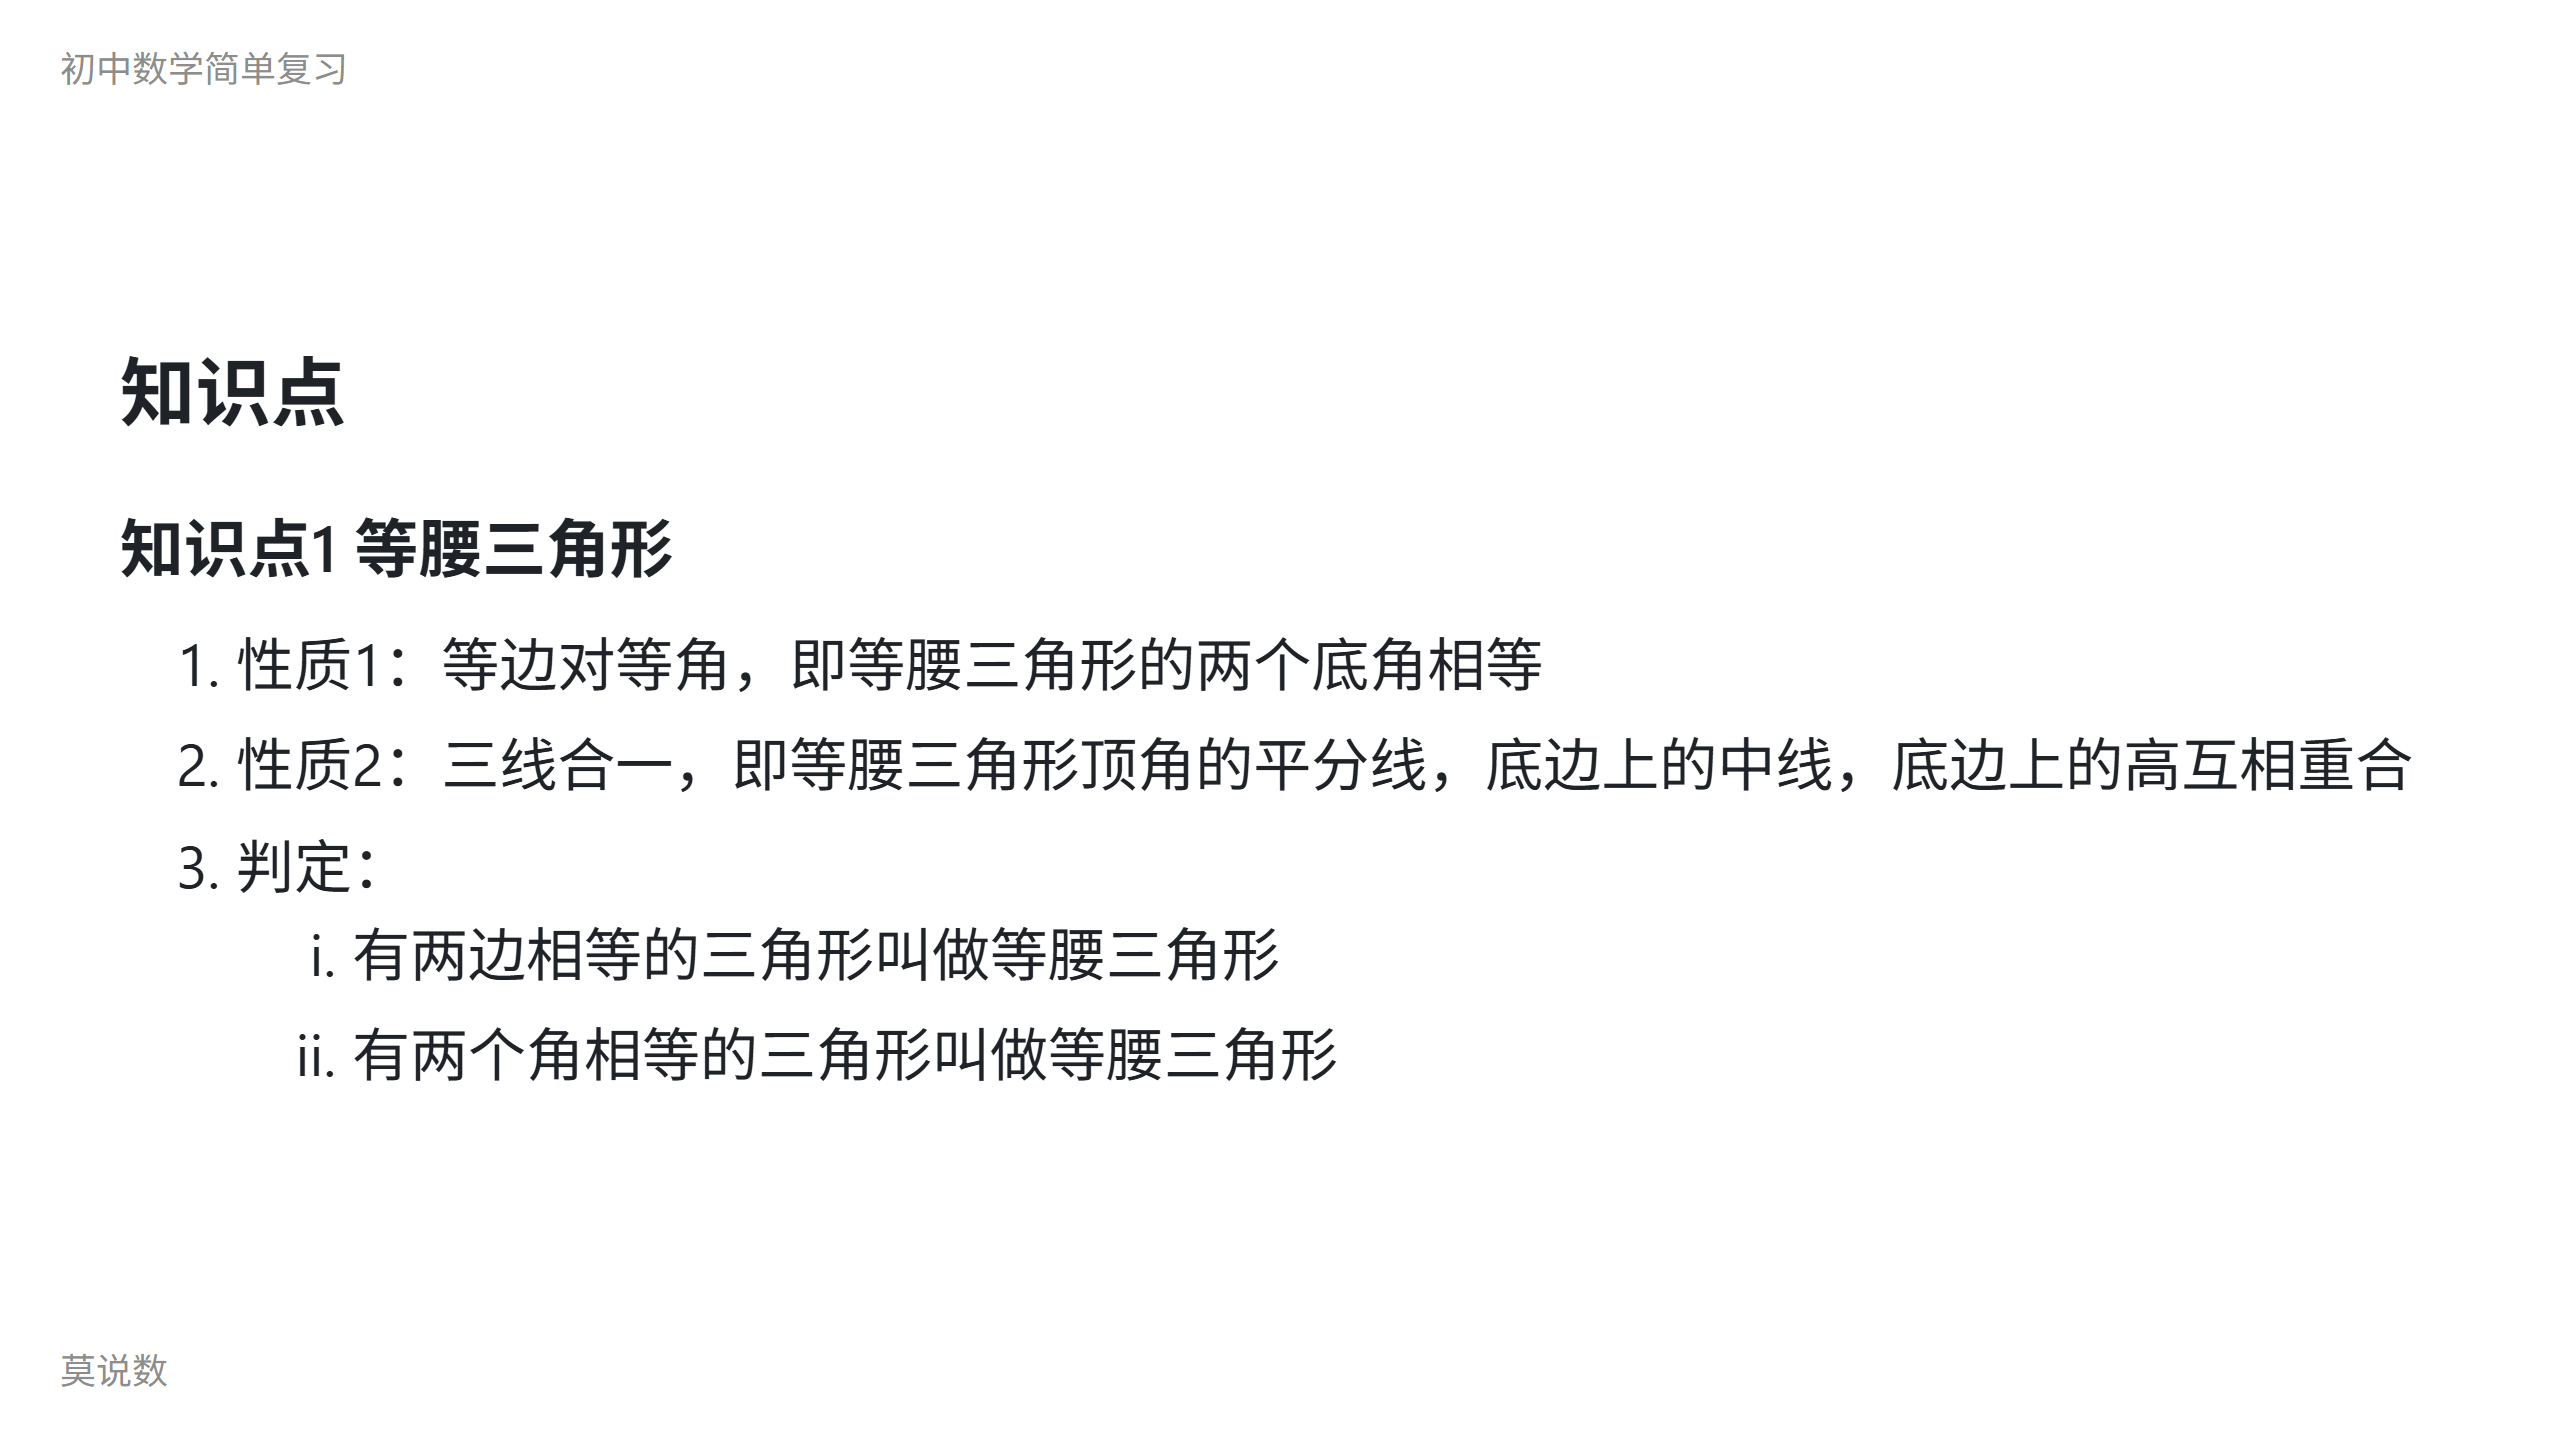 初中数学简单复习
知识点
知识点1 等腰三角形
1. 性质1：等边对等角，即等腰三角形的两个底角相等
2. 性质2：三线合一，即等腰三角形顶角的平分线，底边上的中线，底边上的高互相重合
3. 判定：
i. 有两边相等的三角形叫做等腰三角形
ii. 有两个角相等的三角形叫做等腰三角形
莫说数